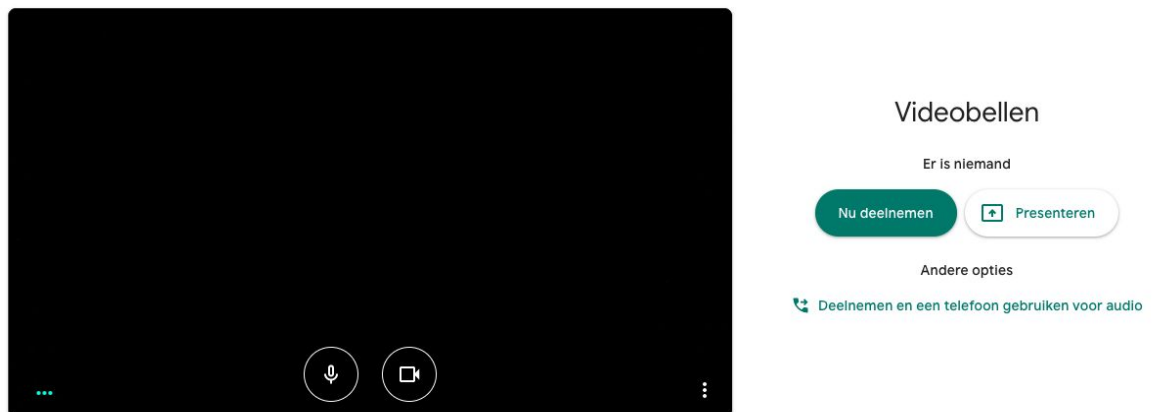 Videobellen
Er is niemand
Nu deelnemen
Presenteren
Andere opties
Deelnemen en een telefoon gebruiken voor audio